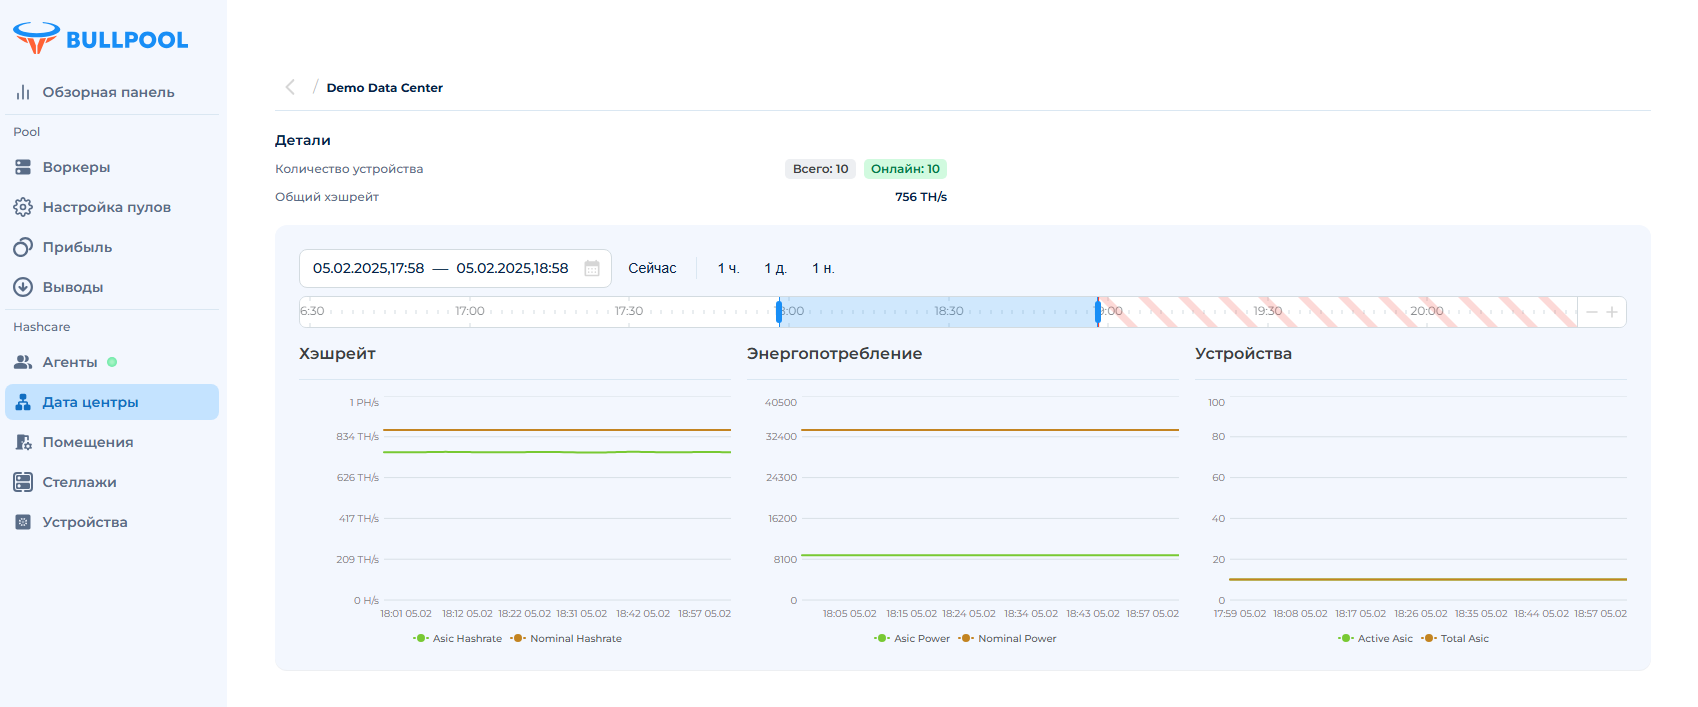 BULLPOOL
Обзорная панель
Pool
Воркеры
Настройка пулов
Прибыль
Выводы
Hashcare
Агенты
Дата центры
Помещения
Стеллажи
Устройства
/ Demo Data Center
Детали
Количество устройства Всего: 10 Онлайн: 10
Общий хэшрейт 756 TH/s
05.02.2025,17:58 — 05.02.2025,18:58 Сейчас 1 ч. 1 д. 1 н.
6:30 17:00 17:30 8:00 18:30 9:00 19:30 20:00
Хэшрейт
1 PH/s
834 TH/s
626 TH/s
417 TH/s
209 TH/s
0 H/s
18:01 05.02 18:12 05.02 18:22 05.02 18:31 05.02 18:42 05.02 18:57 05.02
Asic Hashrate Nominal Hashrate
Энергопотребление
40500
32400
24300
16200
8100
0
18:05 05.02 18:15 05.02 18:24 05.02 18:34 05.02 18:43 05.02 18:57 05.02
Asic Power Nominal Power
Устройства
100
80
60
40
20
0
17:59 05.02 18:08 05.02 18:17 05.02 18:26 05.02 18:35 05.02 18:44 05.02 18:57 05.02
Active Asic Total Asic